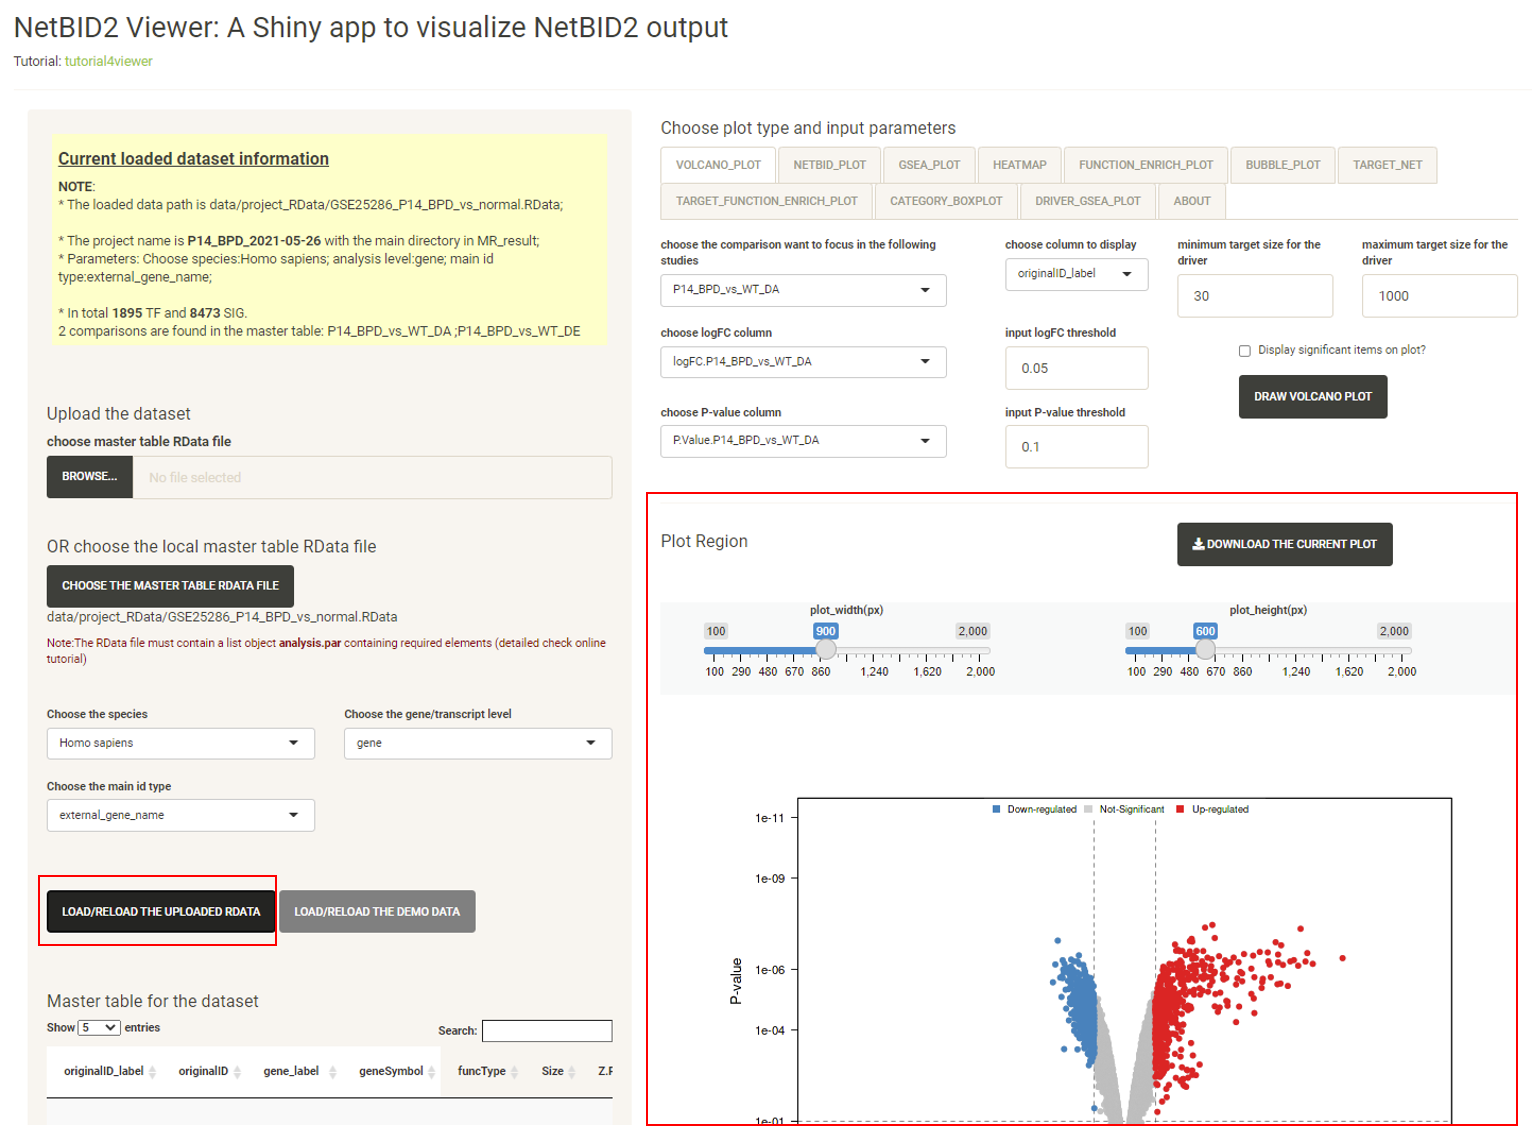 NetBID2 Viewer: A Shiny app to visualize NetBID2 output
Tutorial: tutorial4viewer
Current loaded dataset information
NOTE:
* The loaded data path is data/project_RData/GSE25286_P14_BPD_vs_normal.RData;
* The project name is P14_BPD_2021-05-26 with the main directory in MR_result;
* Parameters: Choose species:Homo sapiens; analysis level:gene; main id
type:external_gene_name;
* In total 1895 TF and 8473 SIG.
2 comparisons are found in the master table: P14_BPD_vs_WT_DA ;P14_BPD_vs_WT_DE
Upload the dataset
choose master table RData file
BROWSE... No file selected
OR choose the local master table RData file
CHOOSE THE MASTER TABLE RDATA FILE
data/project_RData/GSE25286_P14_BPD_vs_normal.RData
Note:The RData file must contain a list object analysis.par containing required elements (detailed check online
tutorial)
Choose the species Choose the gene/transcript level
Homo sapiens gene
Choose the main id type
external_gene_name
LOAD/RELOAD THE UPLOADED RDATA LOAD/RELOAD THE DEMO DATA
Master table for the dataset
Show 5 entries Search:
originalID_label originalID gene_label geneSymbol funcType Size Z.F
Choose plot type and input parameters
VOLCANO_PLOT NETBID_PLOT GSEA_PLOT HEATMAP FUNCTION_ENRICH_PLOT BUBBLE_PLOT TARGET_NET
TARGET_FUNCTION_ENRICH_PLOT CATEGORY_BOXPLOT DRIVER_GSEA_PLOT ABOUT
choose the comparison want to focus in the following
studies
P14_BPD_vs_WT_DA
choose column to display
originalID_label
minimum target size for the
driver
30
maximum target size for the
driver
1000
choose logFC column input logFC threshold
logFC.P14_BPD_vs_WT_DA 0.05
Display significant items on plot?
DRAW VOLCANO PLOT
choose P-value column input P-value threshold
P.Value.P14_BPD_vs_WT_DA 0.1
Plot Region DOWNLOAD THE CURRENT PLOT
plot_width(px) plot_height(px)
100 900 2,000 100 600 2,000
100 290 480 670 860 1,240 1,620 2,000 100 290 480 670 860 1,240 1,620 2,000
Down-regulated Not-Significant Up-regulated
1e-11
1e-09
1e-06
P-value
1e-04
1e-01